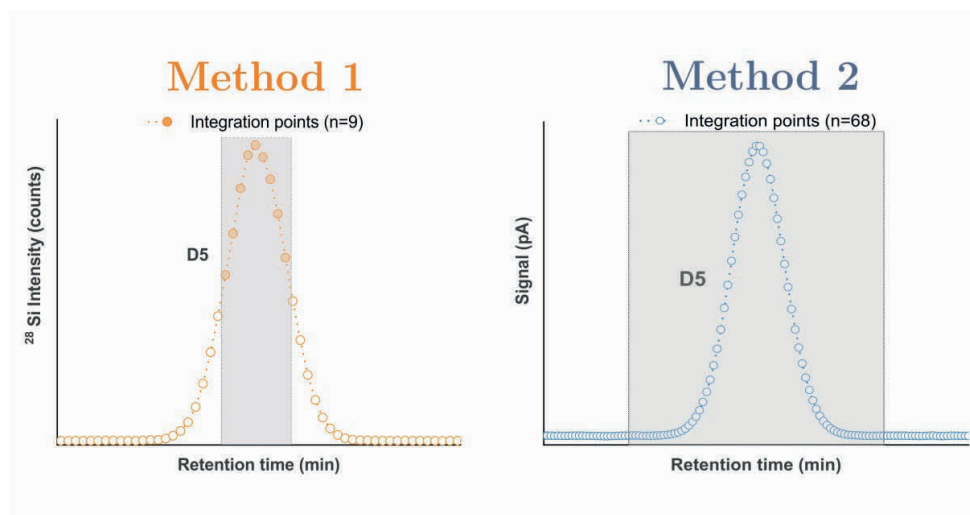 Method 1
Integration points (n=9)
²⁸ Si Intensity (counts)
D5
Retention time (min)
Method 2
Integration points (n=68)
Signal (pA)
D5
Retention time (min)